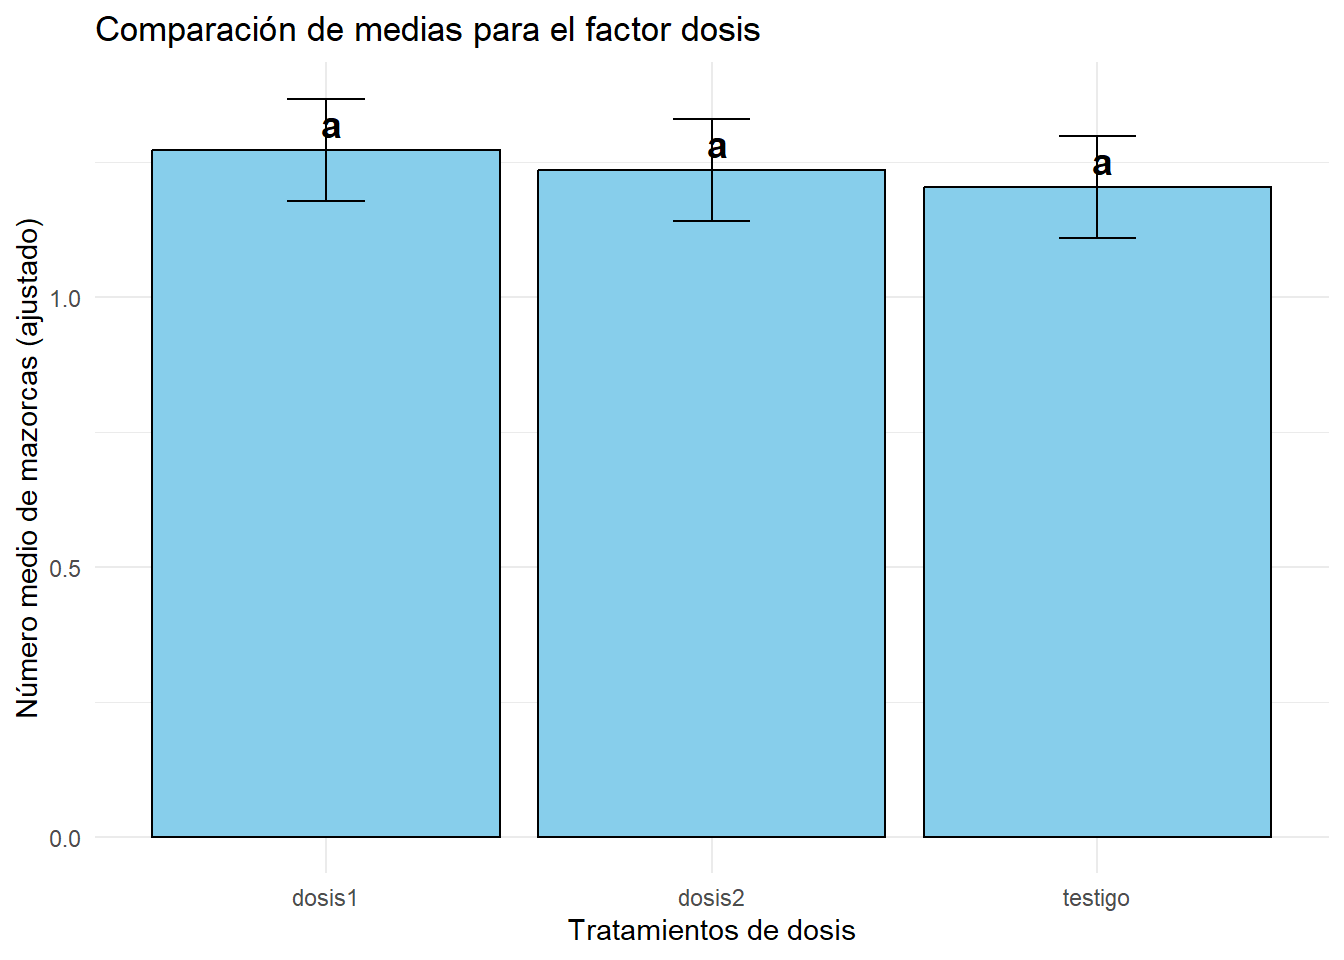 Comparación de medias para el factor dosis
Número medio de mazorcas (ajustado)
1.0
0.5
0.0
a
a
a
dosis1
dosis2
testigo
Tratamientos de dosis